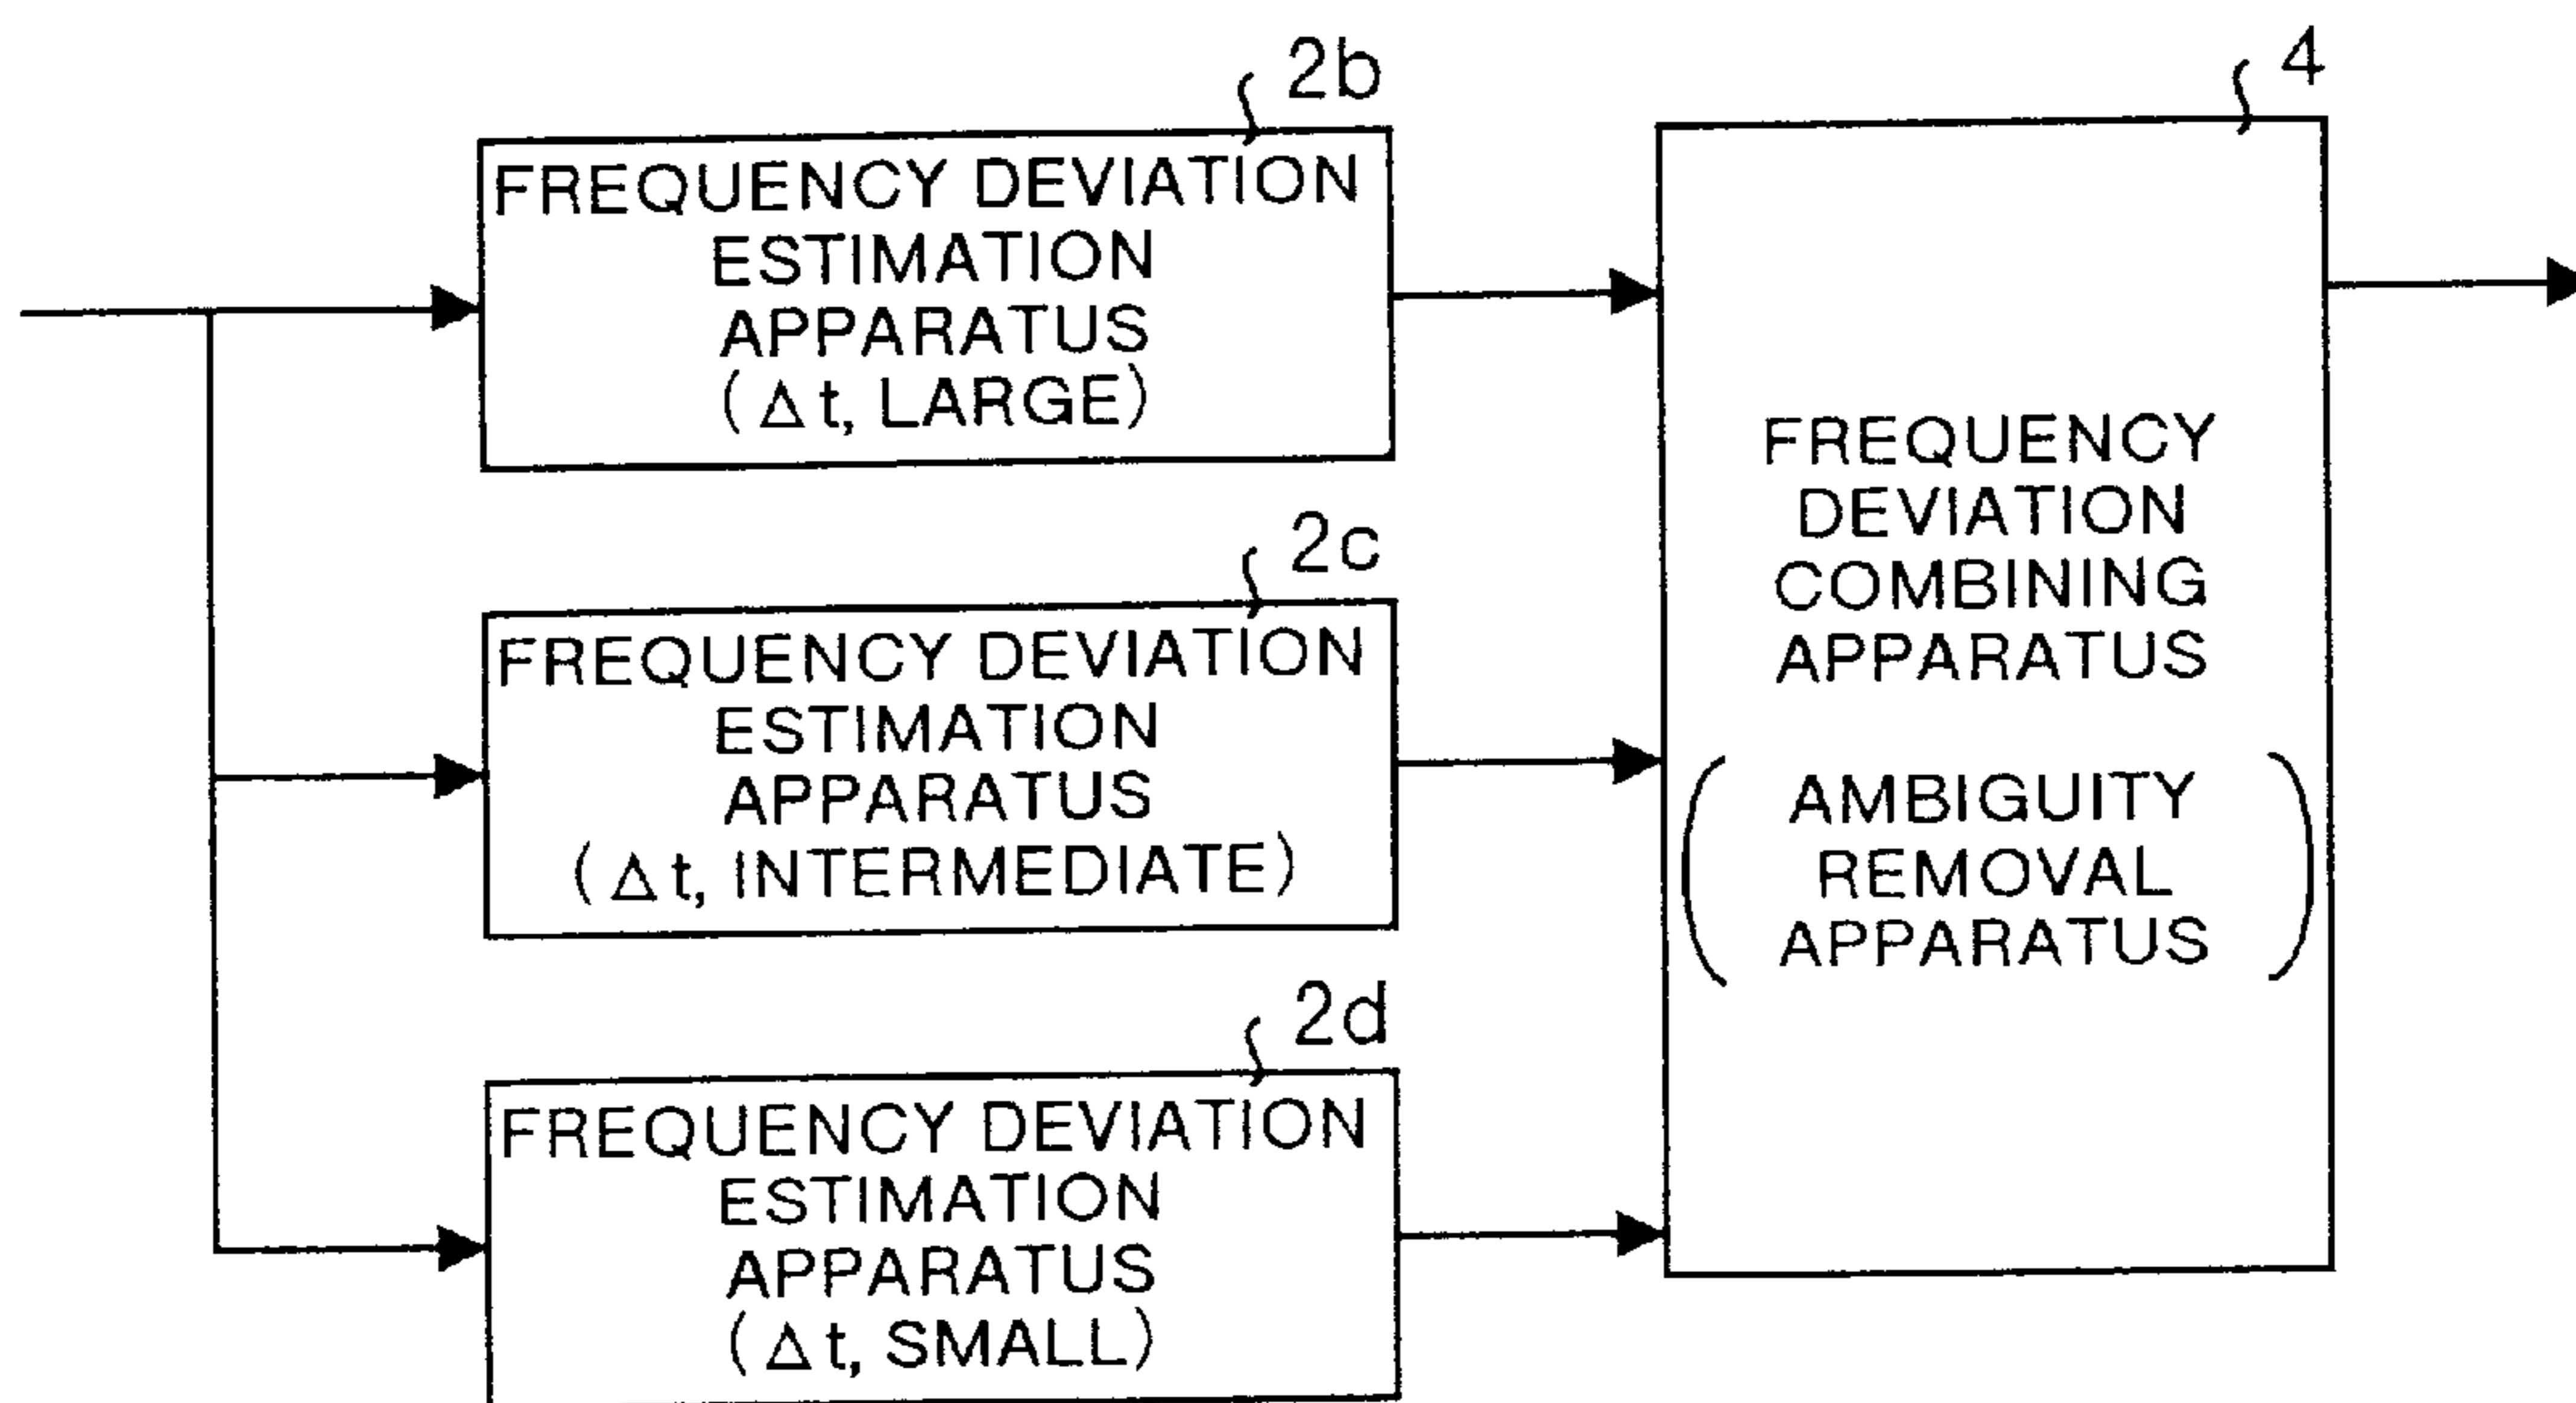 2b
FREQUENCY DEVIATION
ESTIMATION
APPARATUS
(Δt, LARGE)
2c
FREQUENCY DEVIATION
ESTIMATION
APPARATUS
(Δt, INTERMEDIATE)
2d
FREQUENCY DEVIATION
ESTIMATION
APPARATUS
(Δt, SMALL)
4
FREQUENCY
DEVIATION
COMBINING
APPARATUS
(AMBIGUITY
REMOVAL
APPARATUS)